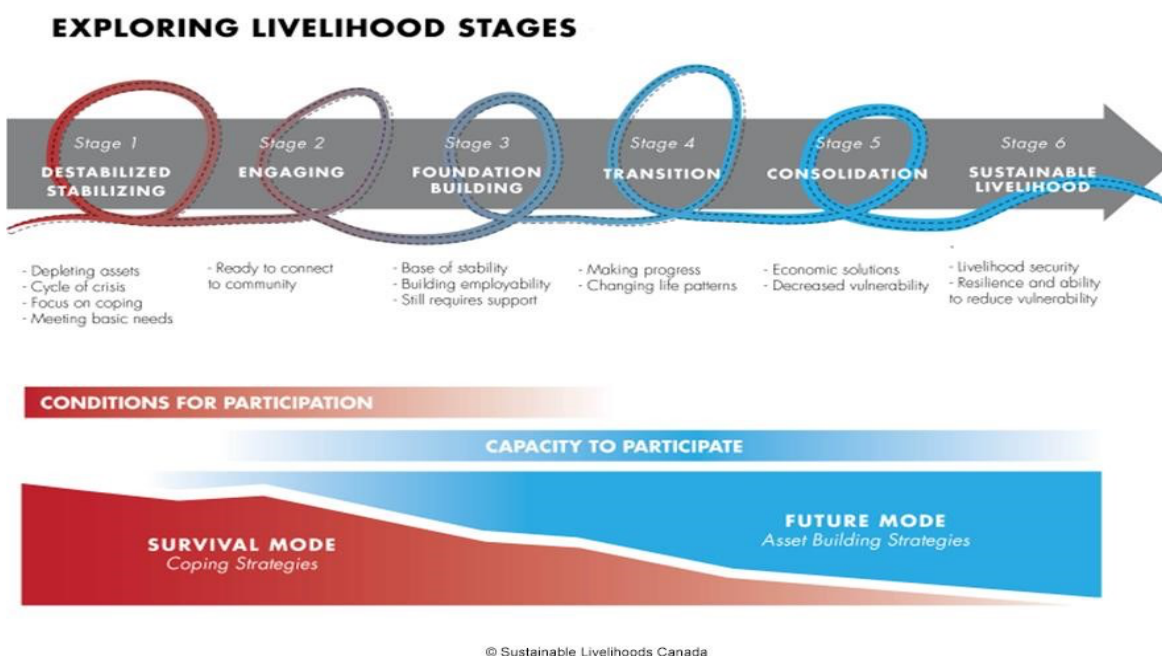 EXPLORING LIVELIHOOD STAGES
Stage 1
DESTABILIZED
STABILIZING
Stage 2
ENGAGING
Stage 3
FOUNDATION
BUILDING
Stage 4
TRANSITION
Stage 5
CONSOLIDATION
Stage 6
SUSTAINABLE
LIVELIHOOD
- Depleting assets
- Cycle of crisis
- Focus on coping
- Meeting basic needs
- Ready to connect
to community
- Base of stability
- Building employability
- Still requires support
- Making progress
- Changing life patterns
- Economic solutions
- Decreased vulnerability
- Livelihood security
- Resilience and ability
to reduce vulnerability
CONDITIONS FOR PARTICIPATION
CAPACITY TO PARTICIPATE
SURVIVAL MODE
Coping Strategies
FUTURE MODE
Asset Building Strategies
© Sustainable Livelihoods Canada